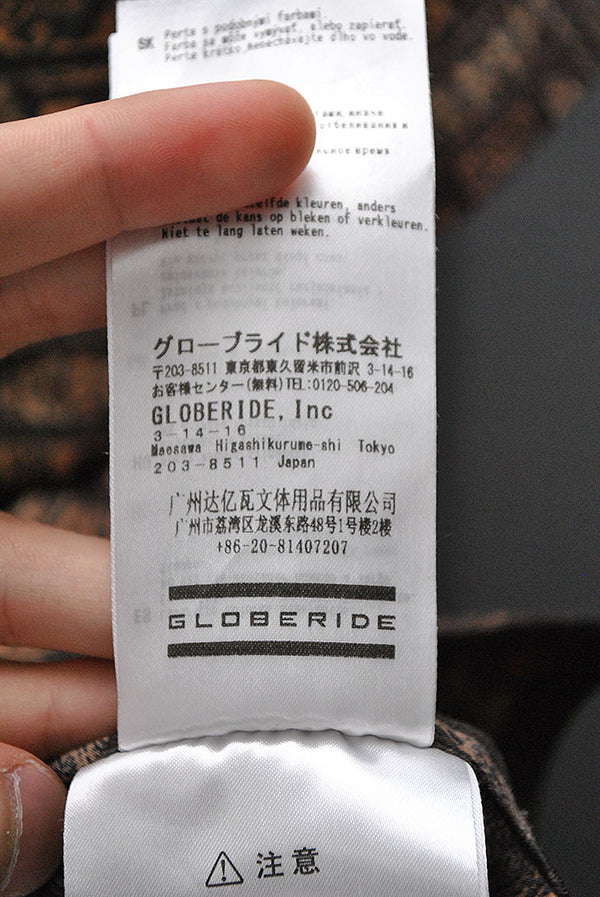 SK Perte s podobnými farbami.
Farba sa môže vymývať, alebo zapierať.
Perte krátko, nenechávajte dlho vo vode.
kleuren, anders
de kans op bleken of verkleuren.
Niet te lang laten weken.
グローブライド株式会社
〒203-8511 東京都東久留米市前沢 3-14-16
お客様センター(無料)TEL:0120-506-204
GLOBERIDE, Inc
3-14-16
Maesawa Higashikurume-shi Tokyo
203-8511 Japan
广州达亿瓦文体用品有限公司
广州市荔湾区龙溪东路48号1号楼2楼
+86-20-81407207
GLOBERIDE
注意